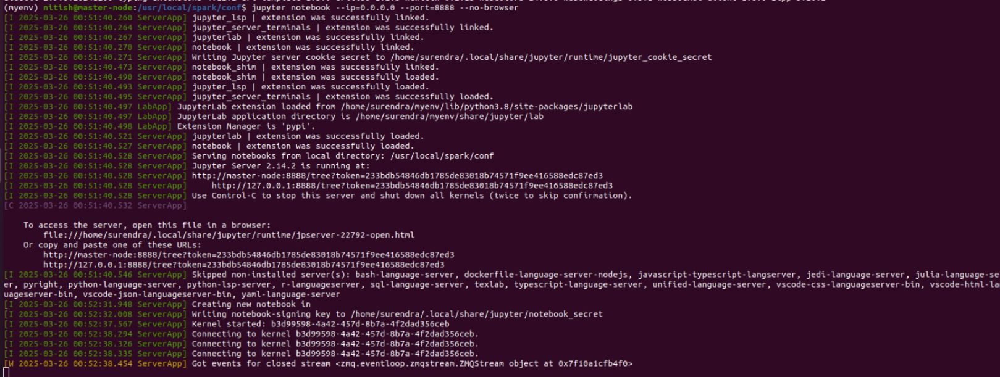 (myenv) nitish@master-node:/usr/local/spark/conf$ jupyter notebook --ip=0.0.0.0 --port=8888 --no-browser
[I 2025-03-26 00:51:40.260 ServerApp] jupyter_lsp | extension was successfully linked.
[I 2025-03-26 00:51:40.264 ServerApp] jupyter_server_terminals | extension was successfully linked.
[I 2025-03-26 00:51:40.267 ServerApp] jupyterlab | extension was successfully linked.
[I 2025-03-26 00:51:40.270 ServerApp] notebook | extension was successfully linked.
[I 2025-03-26 00:51:40.271 ServerApp] Writing Jupyter server cookie secret to /home/surendra/.local/share/jupyter/runtime/jupyter_cookie_secret
[I 2025-03-26 00:51:40.473 ServerApp] notebook_shim | extension was successfully linked.
[I 2025-03-26 00:51:40.490 ServerApp] notebook_shim | extension was successfully loaded.
[I 2025-03-26 00:51:40.493 ServerApp] jupyter_lsp | extension was successfully loaded.
[I 2025-03-26 00:51:40.495 ServerApp] jupyter_server_terminals | extension was successfully loaded.
[I 2025-03-26 00:51:40.497 LabApp] JupyterLab extension loaded from /home/surendra/myenv/lib/python3.8/site-packages/jupyterlab
[I 2025-03-26 00:51:40.497 LabApp] JupyterLab application directory is /home/surendra/myenv/share/jupyter/lab
[I 2025-03-26 00:51:40.498 LabApp] Extension Manager is 'pypi'.
[I 2025-03-26 00:51:40.521 ServerApp] jupyterlab | extension was successfully loaded.
[I 2025-03-26 00:51:40.527 ServerApp] notebook | extension was successfully loaded.
[I 2025-03-26 00:51:40.528 ServerApp] Serving notebooks from local directory: /usr/local/spark/conf
[I 2025-03-26 00:51:40.528 ServerApp] Jupyter Server 2.14.2 is running at:
[I 2025-03-26 00:51:40.528 ServerApp] http://master-node:8888/tree?token=233bdb54846db1785de83018b74571f9ee416588edc87ed3
[I 2025-03-26 00:51:40.528 ServerApp]     http://127.0.0.1:8888/tree?token=233bdb54846db1785de83018b74571f9ee416588edc87ed3
[I 2025-03-26 00:51:40.528 ServerApp] Use Control-C to stop this server and shut down all kernels (twice to skip confirmation).
[C 2025-03-26 00:51:40.532 ServerApp]
To access the server, open this file in a browser:
file:///home/surendra/.local/share/jupyter/runtime/jpserver-22792-open.html
Or copy and paste one of these URLs:
http://master-node:8888/tree?token=233bdb54846db1785de83018b74571f9ee416588edc87ed3
http://127.0.0.1:8888/tree?token=233bdb54846db1785de83018b74571f9ee416588edc87ed3
[I 2025-03-26 00:51:40.546 ServerApp] Skipped non-installed server(s): bash-language-server, dockerfile-language-server-nodejs, javascript-typescript-langserver, jedi-language-server, julia-language-se
er, pyright, python-language-server, python-lsp-server, r-languageserver, sql-language-server, texlab, typescript-language-server, unified-language-server, vscode-css-languageserver-bin, vscode-html-la
uageserver-bin, vscode-json-languageserver-bin, yaml-language-server
[I 2025-03-26 00:52:31.948 ServerApp] Creating new notebook in
[I 2025-03-26 00:52:32.008 ServerApp] Writing notebook-signing key to /home/surendra/.local/share/jupyter/notebook_secret
[I 2025-03-26 00:52:37.567 ServerApp] Kernel started: b3d99598-4a42-457d-8b7a-4f2dad356ceb
[I 2025-03-26 00:52:38.294 ServerApp] Connecting to kernel b3d99598-4a42-457d-8b7a-4f2dad356ceb.
[I 2025-03-26 00:52:38.326 ServerApp] Connecting to kernel b3d99598-4a42-457d-8b7a-4f2dad356ceb.
[I 2025-03-26 00:52:38.335 ServerApp] Connecting to kernel b3d99598-4a42-457d-8b7a-4f2dad356ceb.
[W 2025-03-26 00:52:38.454 ServerApp] Got events for closed stream <zmq.eventloop.zmqstream.ZMQStream object at 0x7f10a1cfb4f0>